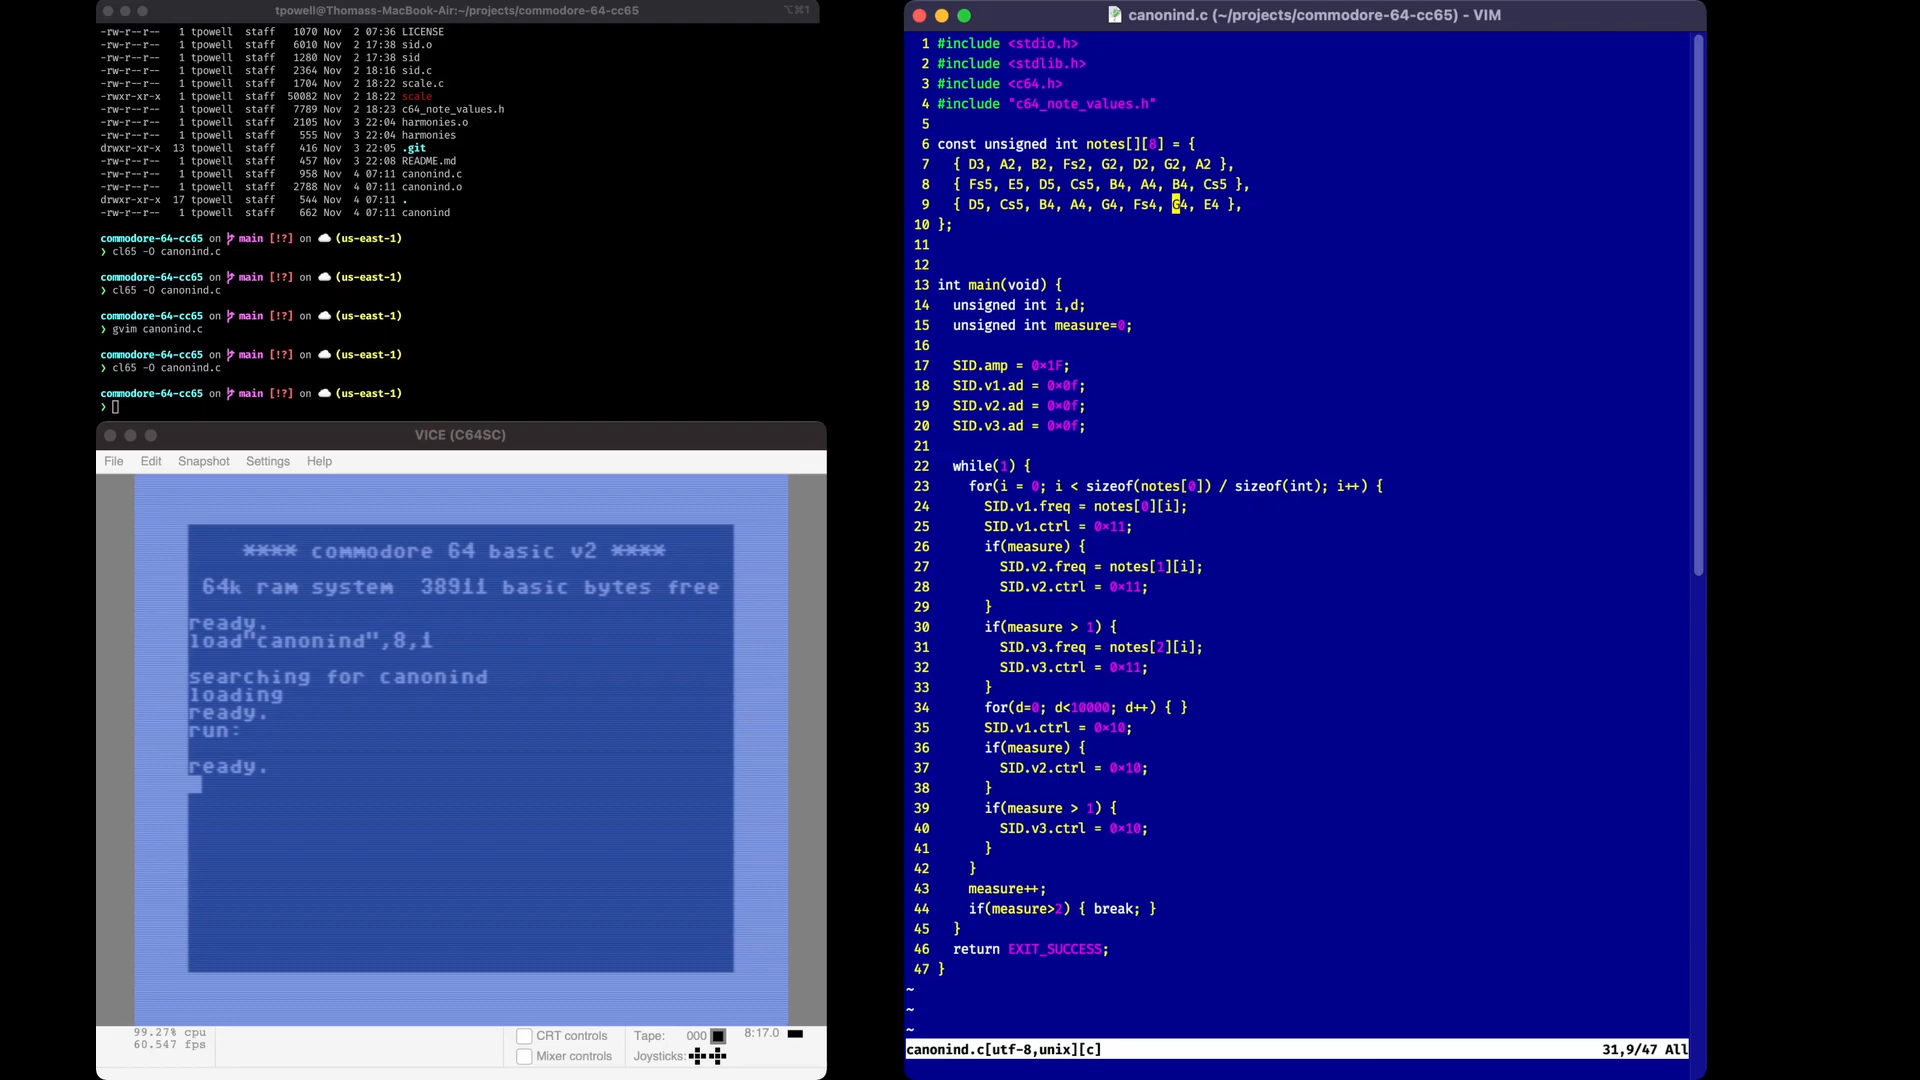 tpowell@Thomass-MacBook-Air:~/projects/commodore-64-cc65
⌥⌘1
-rw-r--r--   1 tpowell  staff   1070 Nov  2 07:36 LICENSE
-rw-r--r--   1 tpowell  staff   6010 Nov  2 17:38 sid.o
-rw-r--r--   1 tpowell  staff   1280 Nov  2 17:38 sid
-rw-r--r--   1 tpowell  staff   2364 Nov  2 18:16 sid.c
-rw-r--r--   1 tpowell  staff   1704 Nov  2 18:22 scale.c
-rwxr-xr-x   1 tpowell  staff  50082 Nov  2 18:22 scale
-rw-r--r--   1 tpowell  staff   7789 Nov  2 18:23 c64_note_values.h
-rw-r--r--   1 tpowell  staff   2105 Nov  3 22:04 harmonies.o
-rw-r--r--   1 tpowell  staff    555 Nov  3 22:04 harmonies
drwxr-xr-x  13 tpowell  staff    416 Nov  3 22:05 .git
-rw-r--r--   1 tpowell  staff    457 Nov  3 22:08 README.md
-rw-r--r--   1 tpowell  staff    958 Nov  4 07:11 canonind.c
-rw-r--r--   1 tpowell  staff   2788 Nov  4 07:11 canonind.o
drwxr-xr-x  17 tpowell  staff    544 Nov  4 07:11 .
-rw-r--r--   1 tpowell  staff    662 Nov  4 07:11 canonind
commodore-64-cc65 on main [!?] on (us-east-1)
❯ cl65 -O canonind.c
commodore-64-cc65 on main [!?] on (us-east-1)
❯ cl65 -O canonind.c
commodore-64-cc65 on main [!?] on (us-east-1)
❯ gvim canonind.c
commodore-64-cc65 on main [!?] on (us-east-1)
❯ cl65 -O canonind.c
commodore-64-cc65 on main [!?] on (us-east-1)
❯
VICE (C64SC)
File Edit Snapshot Settings Help
**** commodore 64 basic v2 ****
64k ram system  38911 basic bytes free
ready.
load"canonind",8,1
searching for canonind
loading
ready.
run:
ready.
99.27% cpu
60.547 fps
CRT controls
Mixer controls
Tape: 000
Joysticks:
8:17.0
canonind.c (~/projects/commodore-64-cc65) - VIM
1 #include <stdio.h>
2 #include <stdlib.h>
3 #include <c64.h>
4 #include "c64_note_values.h"
5
6 const unsigned int notes[][8] = {
7   { D3, A2, B2, Fs2, G2, D2, G2, A2 },
8   { Fs5, E5, D5, Cs5, B4, A4, B4, Cs5 },
9   { D5, Cs5, B4, A4, G4, Fs4, G4, E4 },
10 };
11
12
13 int main(void) {
14   unsigned int i,d;
15   unsigned int measure=0;
16
17   SID.amp = 0x1F;
18   SID.v1.ad = 0x0f;
19   SID.v2.ad = 0x0f;
20   SID.v3.ad = 0x0f;
21
22   while(1) {
23     for(i = 0; i < sizeof(notes[0]) / sizeof(int); i++) {
24       SID.v1.freq = notes[0][i];
25       SID.v1.ctrl = 0x11;
26       if(measure) {
27         SID.v2.freq = notes[1][i];
28         SID.v2.ctrl = 0x11;
29       }
30       if(measure > 1) {
31         SID.v3.freq = notes[2][i];
32         SID.v3.ctrl = 0x11;
33       }
34       for(d=0; d<10000; d++) { }
35       SID.v1.ctrl = 0x10;
36       if(measure) {
37         SID.v2.ctrl = 0x10;
38       }
39       if(measure > 1) {
40         SID.v3.ctrl = 0x10;
41       }
42     }
43     measure++;
44     if(measure>2) { break; }
45   }
46   return EXIT_SUCCESS;
47 }
~
~
~
canonind.c[utf-8,unix][c] 31,9/47 All